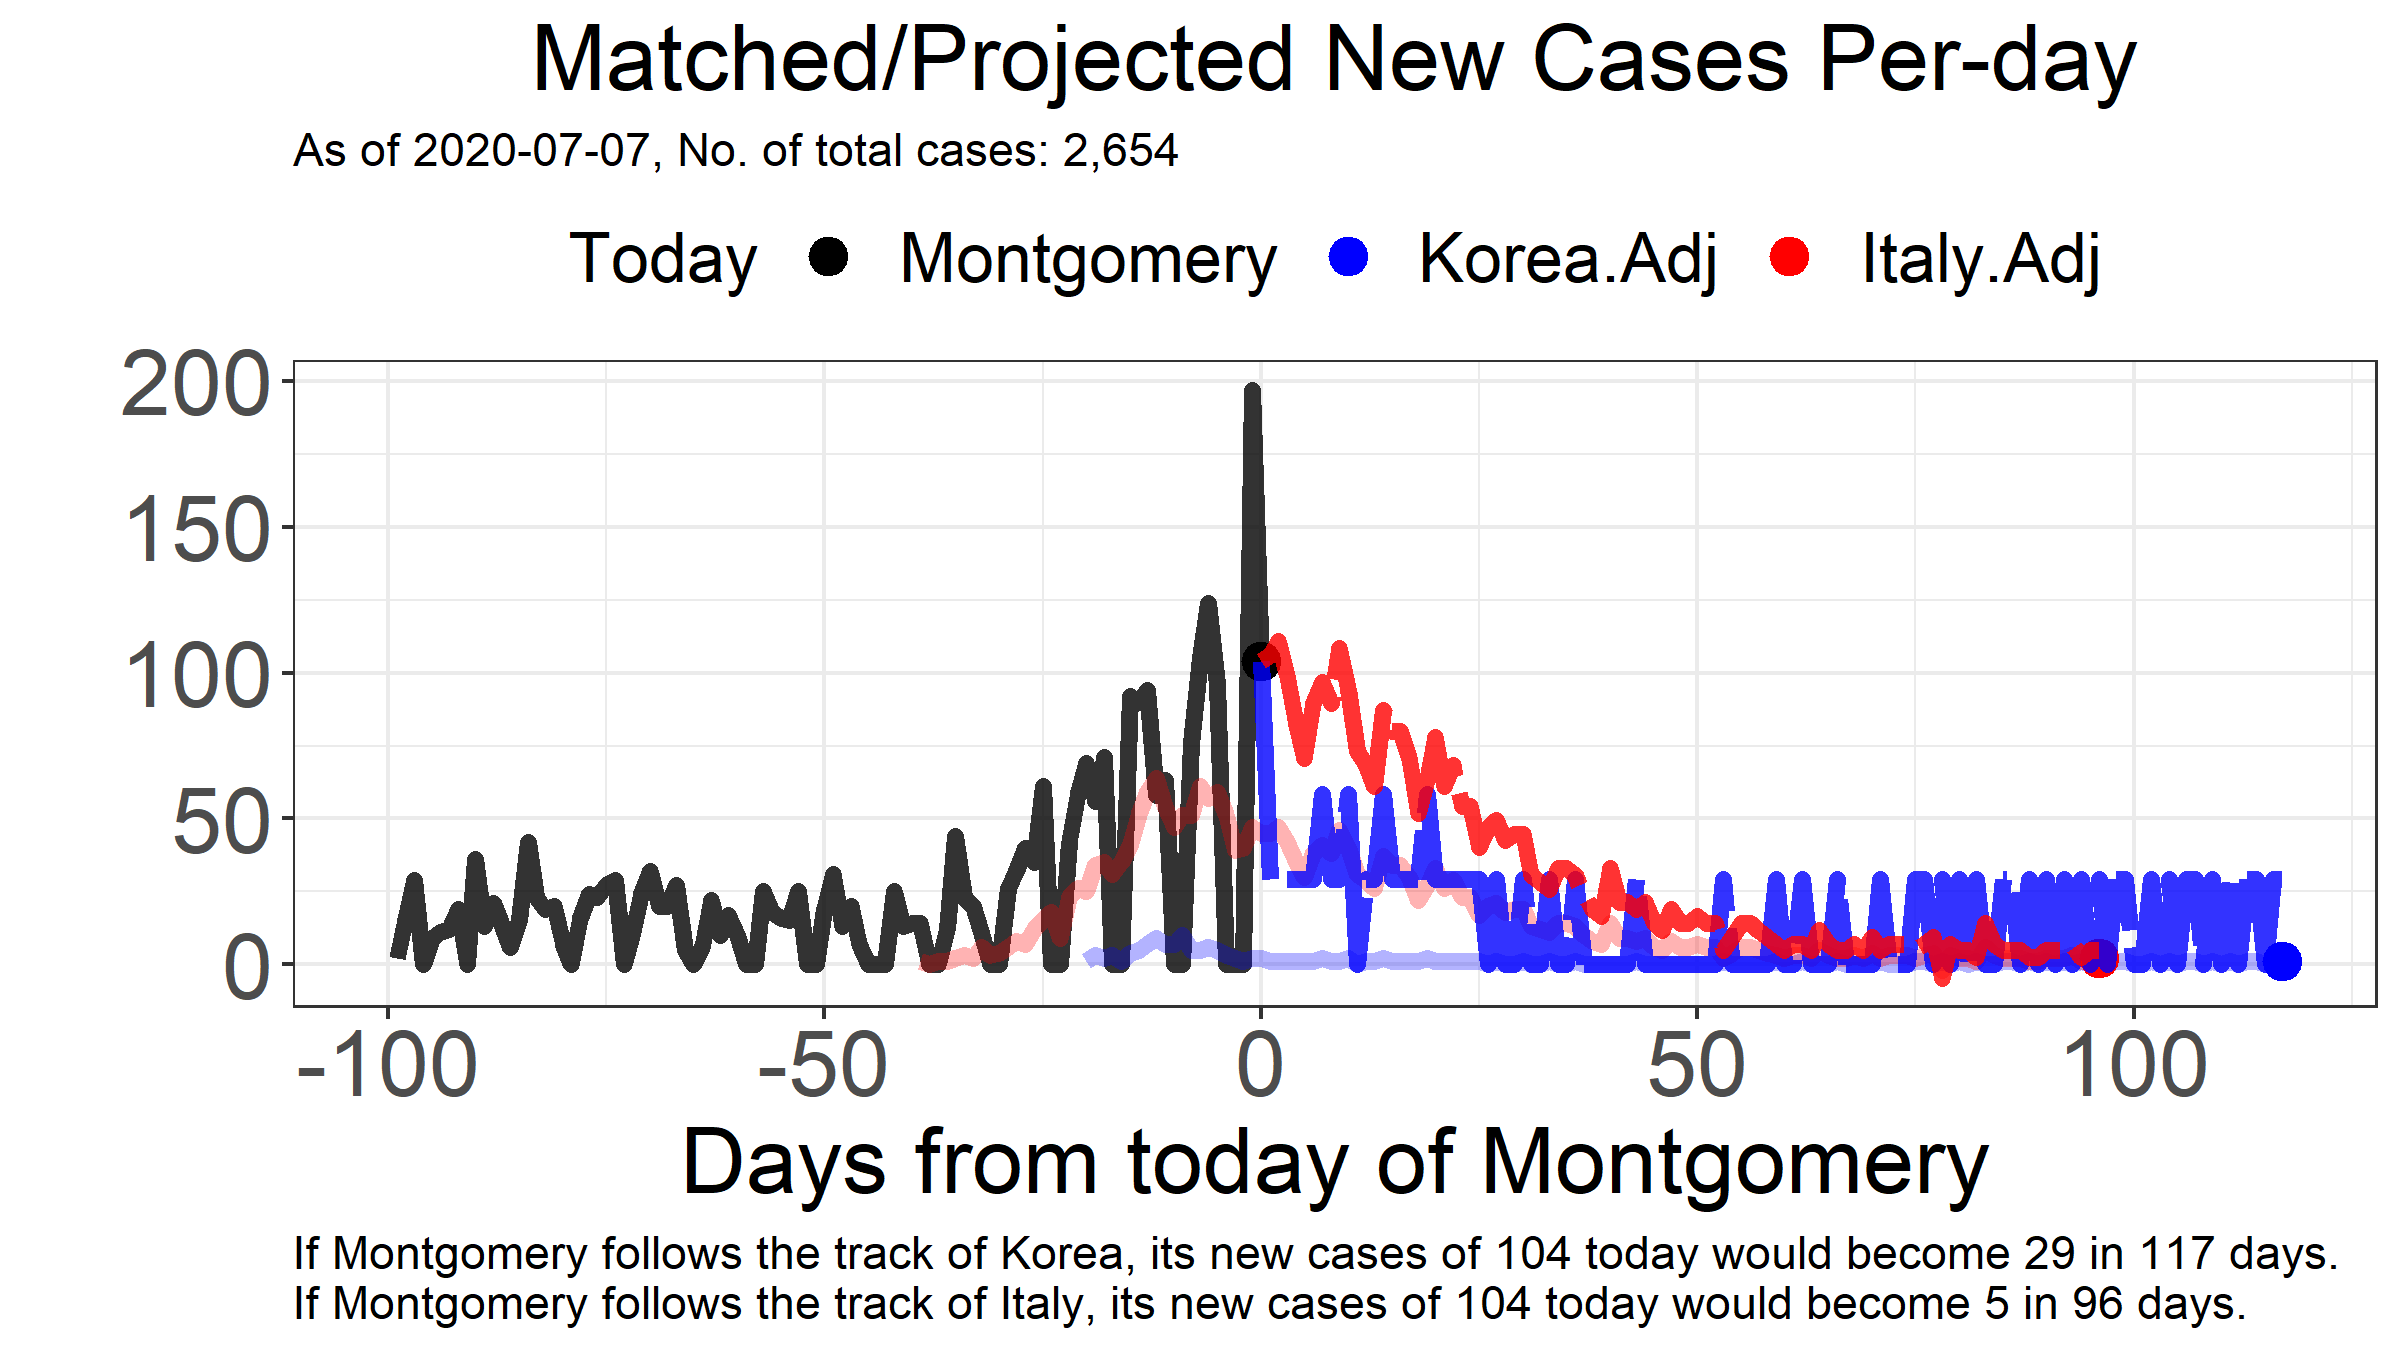 Matched/Projected New Cases Per-day
As of 2020-07-07, No. of total cases: 2,654
Today Montgomery Korea.Adj Italy.Adj
200
150
100
50
0
-100 -50 0 50 100
Days from today of Montgomery
If Montgomery follows the track of Korea, its new cases of 104 today would become 29 in 117 days.
If Montgomery follows the track of Italy, its new cases of 104 today would become 5 in 96 days.